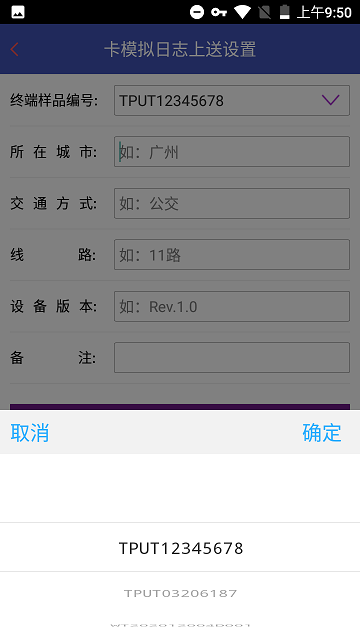 上午9:50
卡模拟日志上送设置
终端样品编号: TPUT12345678
所在城市: 如：广州
交通方式: 如：公交
线路: 如：11路
设备版本: 如：Rev.1.0
备注:
取消 确定
TPUT12345678
TPUT03206187
WT202012004D001